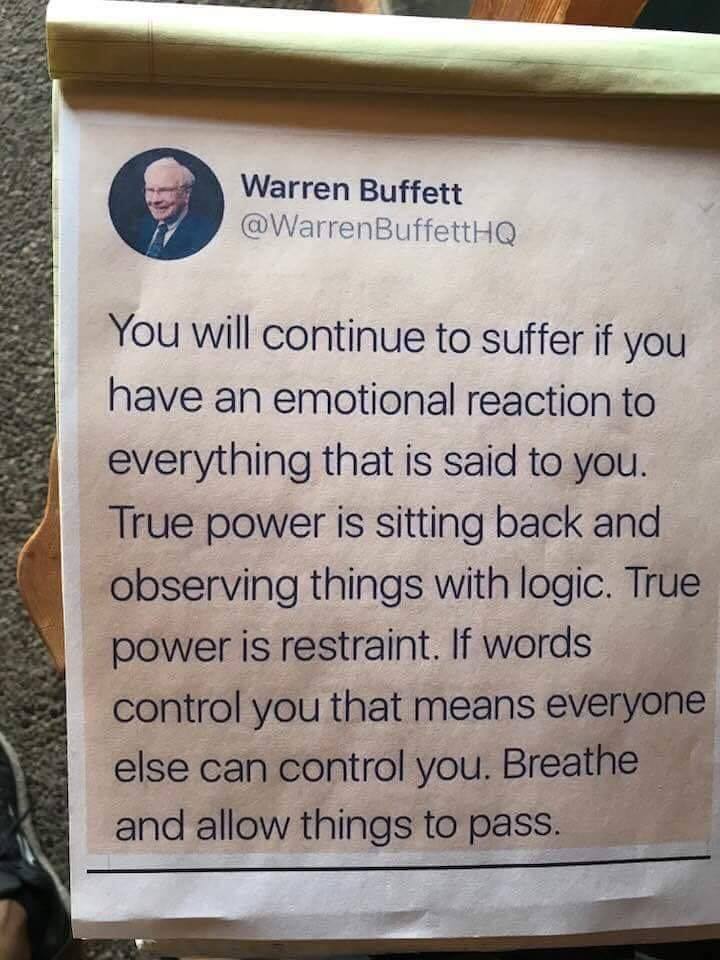 Warren Buffett
@WarrenBuffettHQ
You will continue to suffer if you
have an emotional reaction to
everything that is said to you.
True power is sitting back and
observing things with logic. True
power is restraint. If words
control you that means everyone
else can control you. Breathe
and allow things to pass.